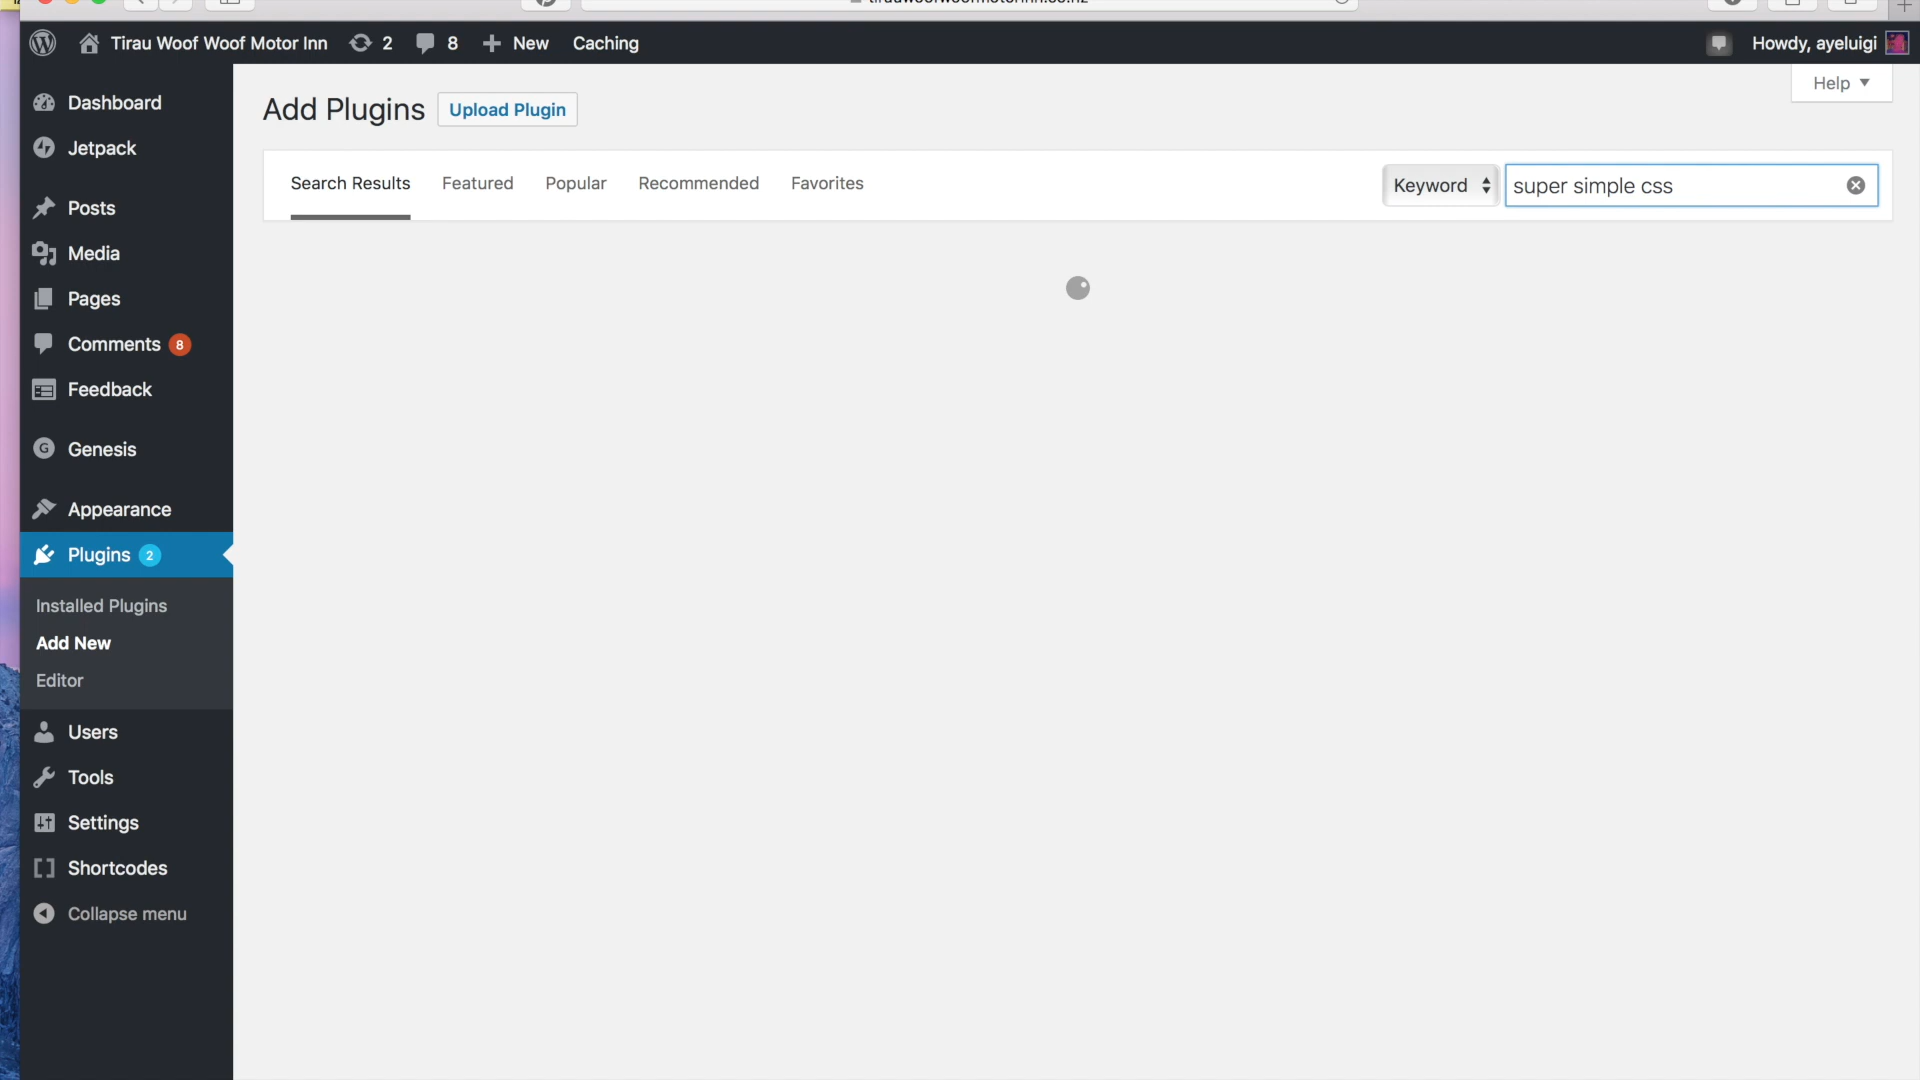 Tirau Woof Woof Motor Inn 2 8 New Caching
Howdy, ayeluigi
Help
Dashboard
Jetpack
Posts
Media
Pages
Comments 8
Feedback
Genesis
Appearance
Plugins 2
Installed Plugins
Add New
Editor
Users
Tools
Settings
Shortcodes
Collapse menu
Add Plugins Upload Plugin
Search Results Featured Popular Recommended Favorites
Keyword super simple css